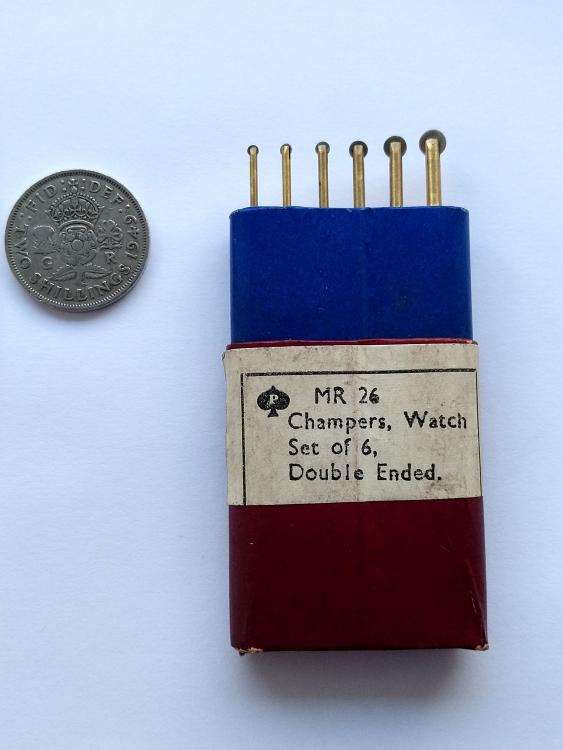 FID : DEF : 1949
TWO SHILLINGS
G R
P
MR 26
Champers, Watch
Set of 6,
Double Ended.